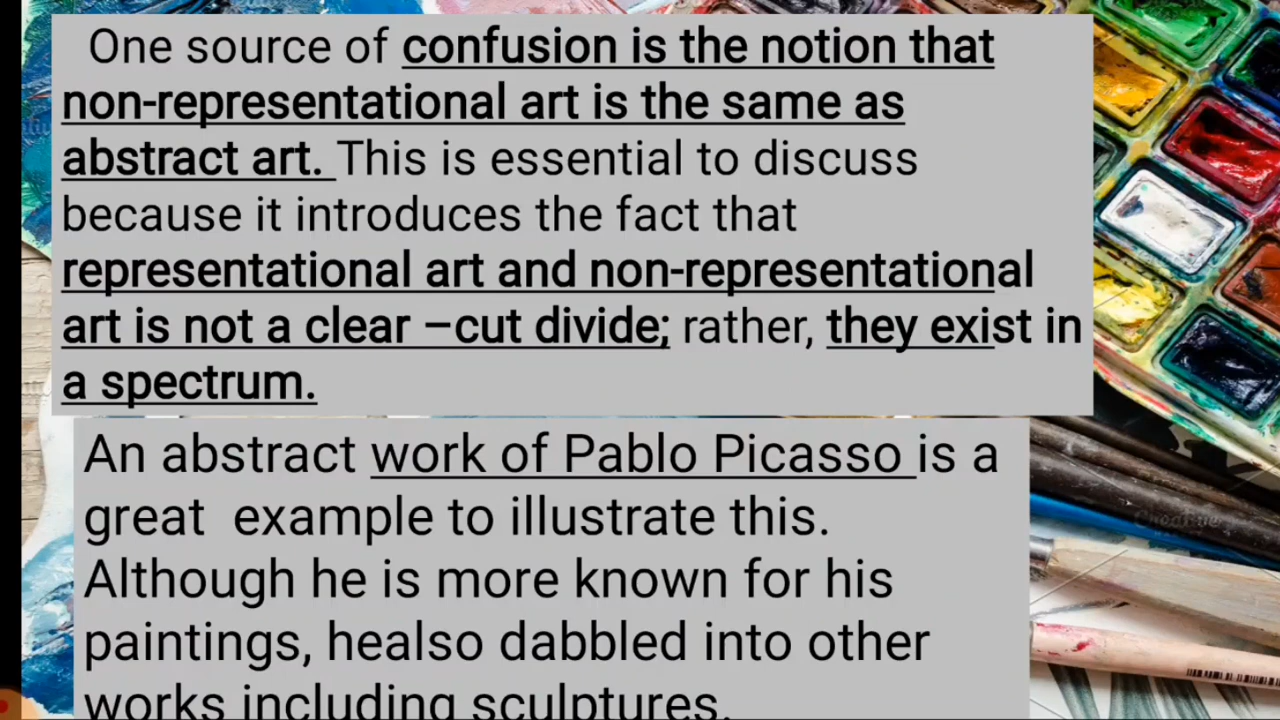 One source of confusion is the notion that
non-representational art is the same as
abstract art. This is essential to discuss
because it introduces the fact that
representational art and non-representational
art is not a clear –cut divide; rather, they exist in
a spectrum.
An abstract work of Pablo Picasso is a
great example to illustrate this.
Although he is more known for his
paintings, healso dabbled into other
works including sculptures.